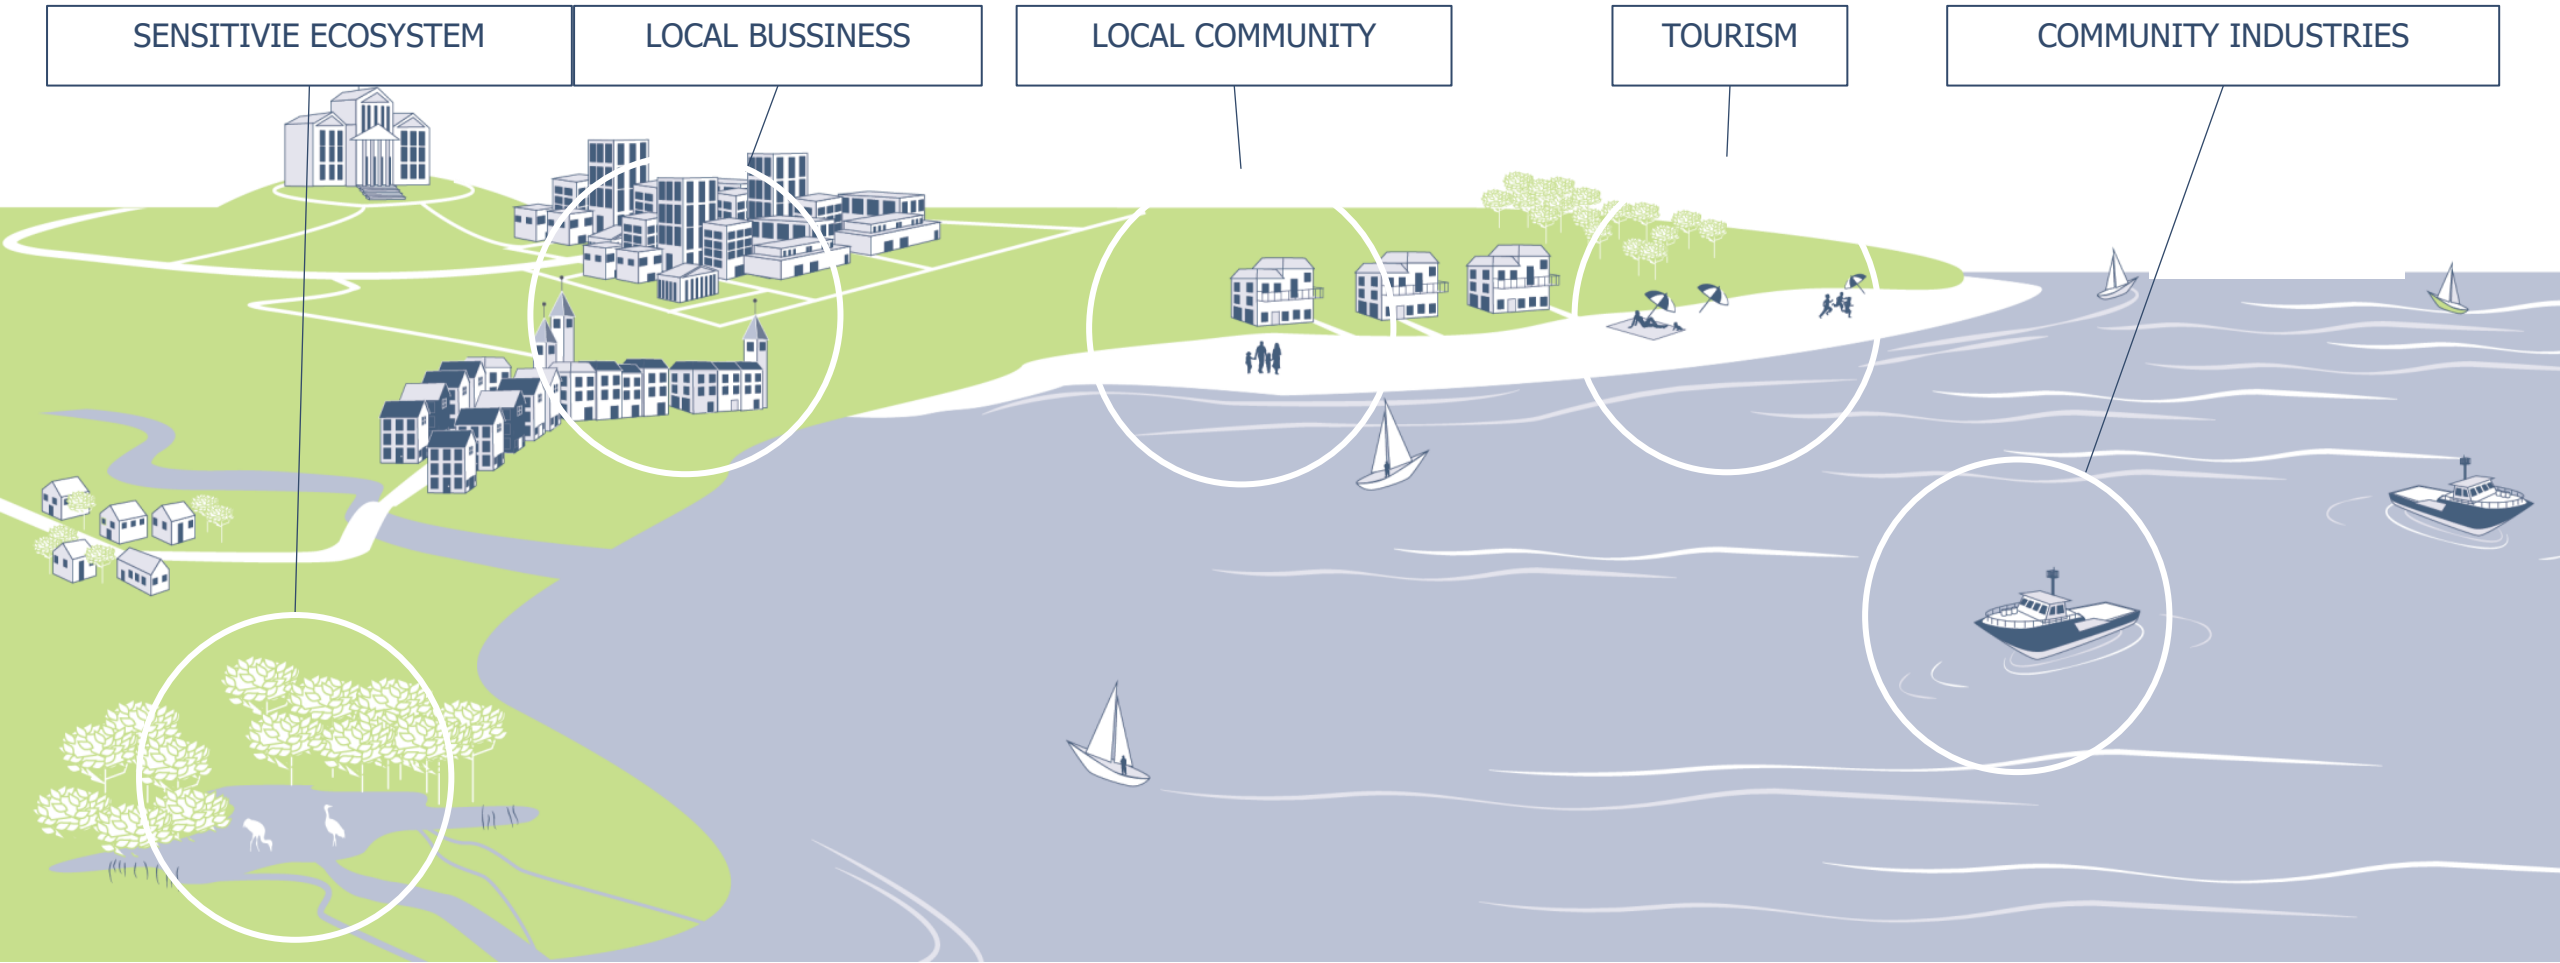 SENSITIVIE ECOSYSTEM
LOCAL BUSSINESS
LOCAL COMMUNITY
TOURISM
COMMUNITY INDUSTRIES